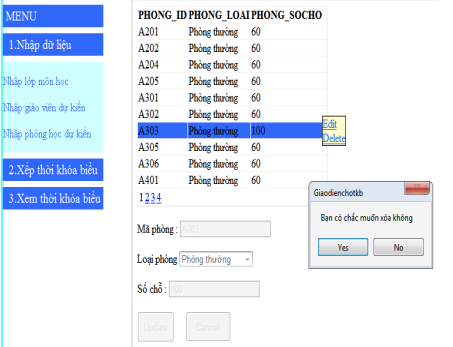 MENU
1.Nhập dữ liệu
Nhập lớp môn học
Nhập giáo viên dự kiến
Nhập phòng học dự kiến
2.Xếp thời khóa biểu
3.Xem thời khóa biểu
PHONG_ID PHONG_LOAI PHONG_SOCHO
A201 Phòng thường 60
A202 Phòng thường 60
A204 Phòng thường 60
A205 Phòng thường 60
A301 Phòng thường 60
A302 Phòng thường 60
A303 Phòng thường 100
A305 Phòng thường 60
A306 Phòng thường 60
A401 Phòng thường 60
1 2 3 4
Edit
Delete
Giaodienchotkb
Bạn có chắc muốn xóa không
Yes No
Mã phòng : A303
Loại phòng Phòng thường
Số chỗ : 100
Update Cancel